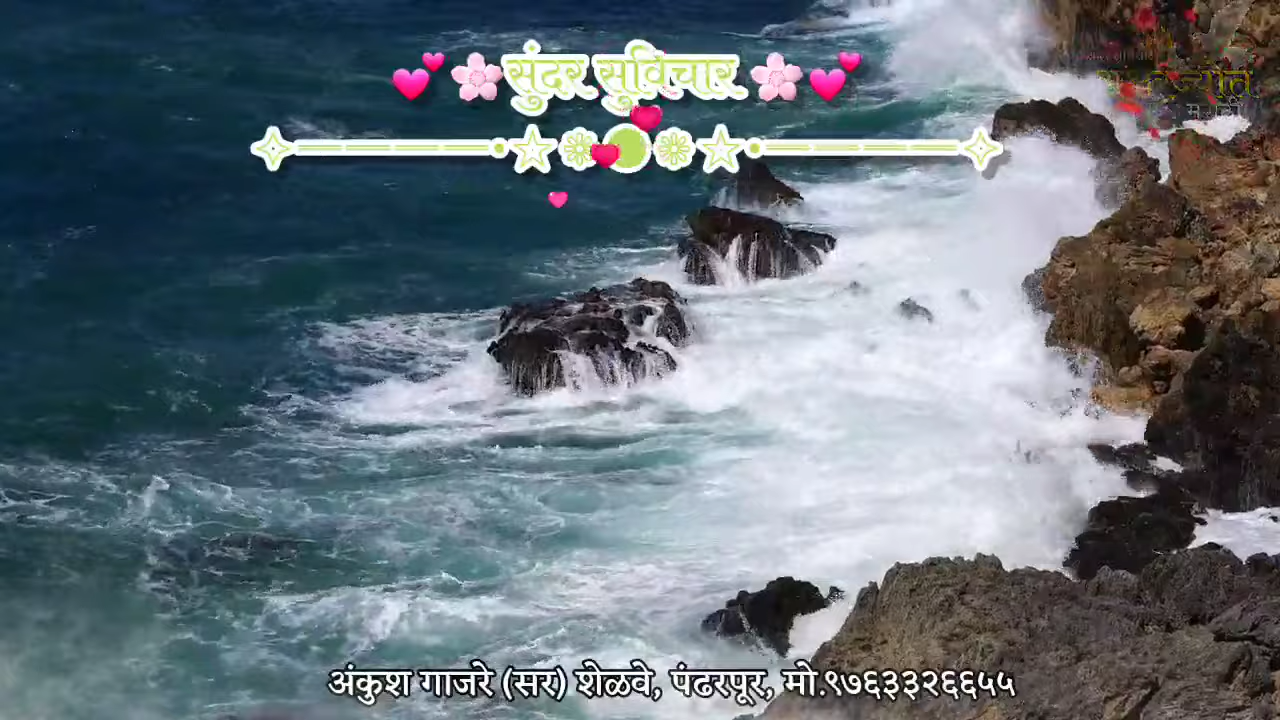 सुंदर सुविचार
अंकुश गाजरे (सर) शेळवे, पंढरपूर, मो.९७६३३२६६५५